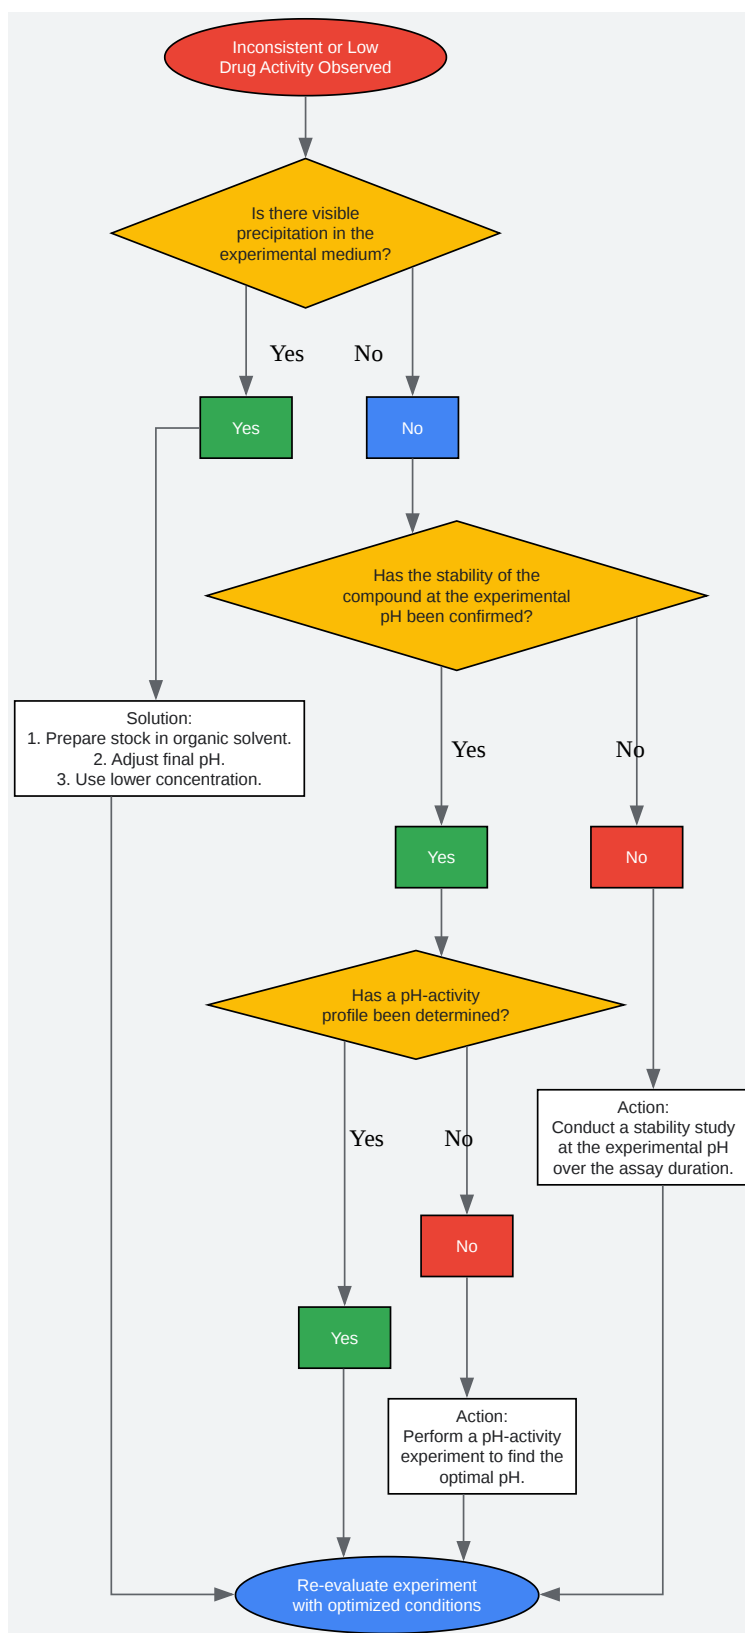 Inconsistent or Low
Drug Activity Observed
Is there visible
precipitation in the
experimental medium?
Yes
No
Yes
No
Has the stability of the
compound at the experimental
pH been confirmed?
Solution:
1. Prepare stock in organic solvent.
2. Adjust final pH.
3. Use lower concentration.
Yes
No
Yes
No
Has a pH-activity
profile been determined?
Action:
Conduct a stability study
at the experimental pH
over the assay duration.
Yes
No
No
Yes
Action:
Perform a pH-activity
experiment to find the
optimal pH.
Re-evaluate experiment
with optimized conditions